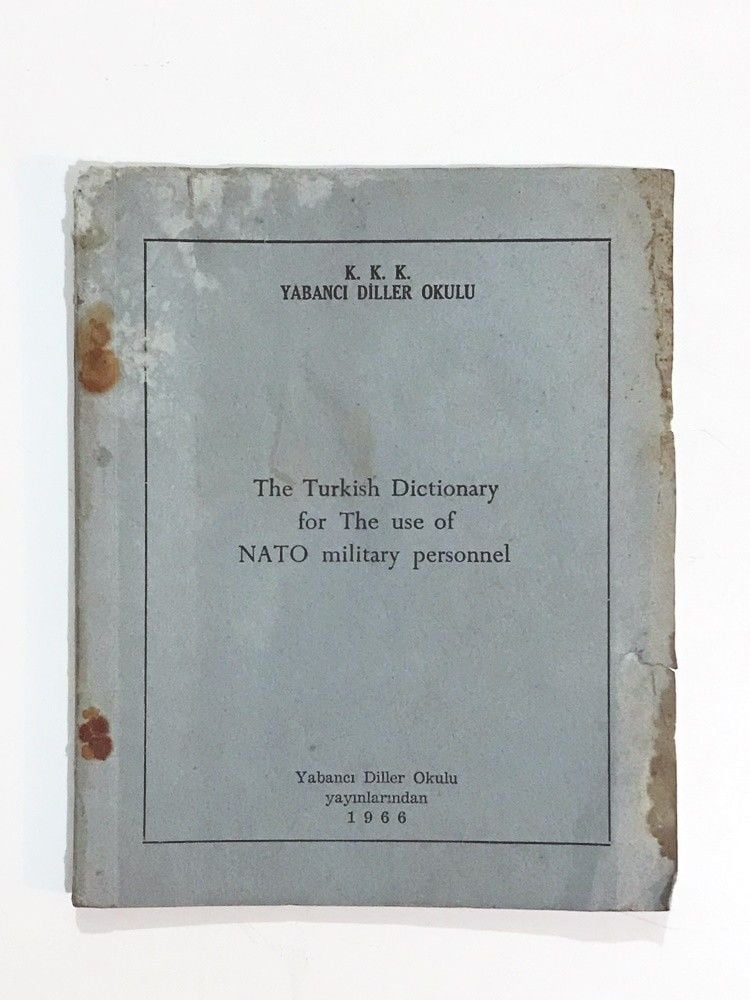 K. K. K.
YABANCI DİLLER OKULU
The Turkish Dictionary
for The use of
NATO military personnel
Yabancı Diller Okulu
yayınlarından
1966